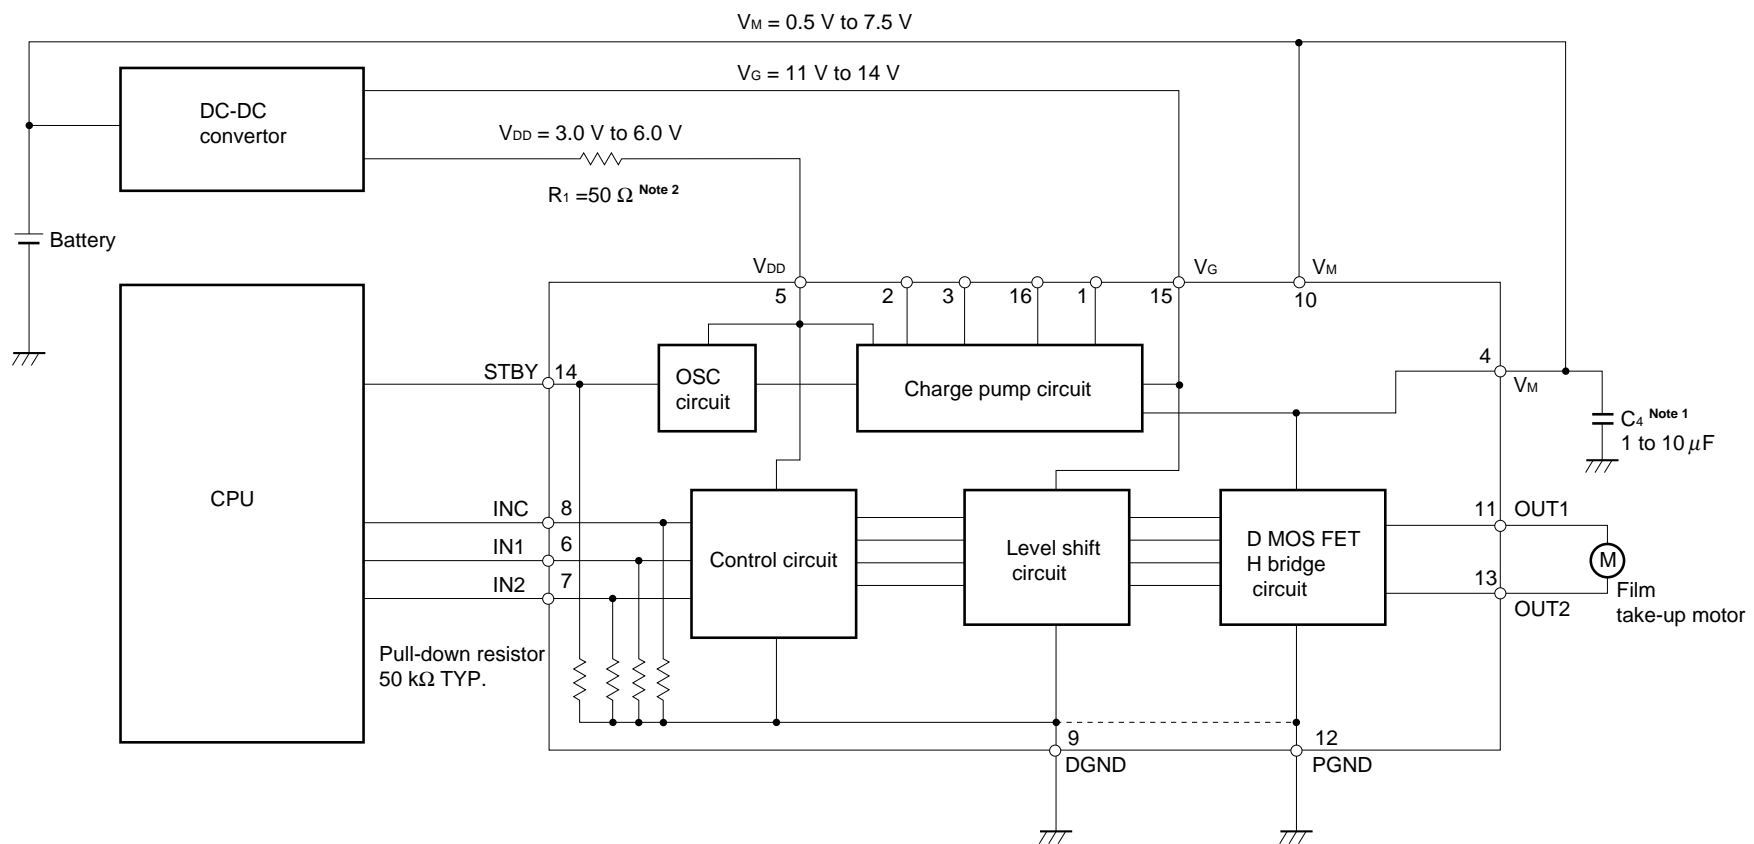 VM = 0.5 V to 7.5 V
VG = 11 V to 14 V
DC-DC
convertor
VDD = 3.0 V to 6.0 V
R1 =50 Ω Note 2
Battery
VDD
VG
VM
5
2
3
16
1
15
10
STBY
14
OSC
circuit
Charge pump circuit
4
VM
C4 Note 1
1 to 10 µF
CPU
INC
8
IN1
6
IN2
7
Control circuit
Level shift
circuit
D MOS FET
H bridge
circuit
11
OUT1
M
13
OUT2
Film
take-up motor
Pull-down resistor
50 kΩ TYP.
9
DGND
12
PGND